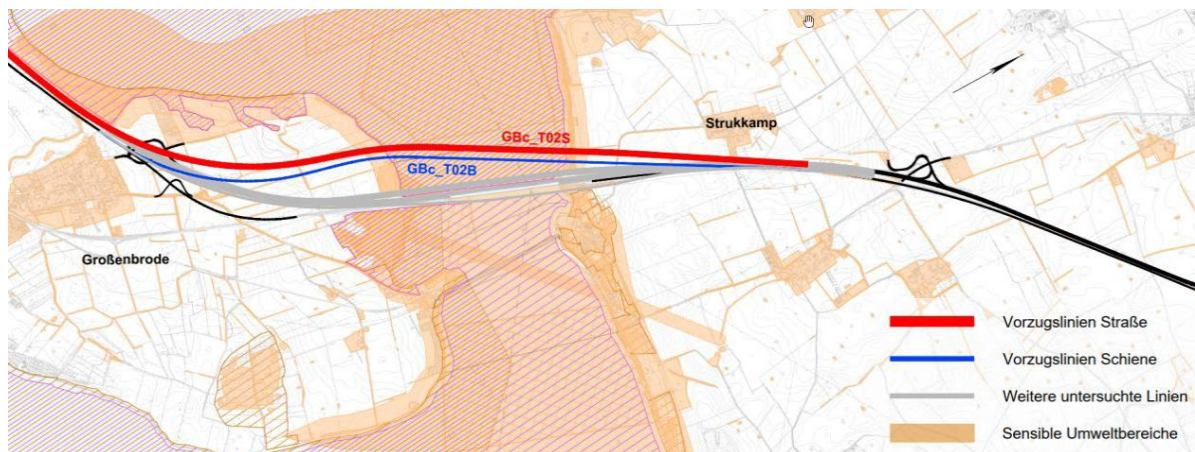 Strukkamp
GBc_T02S
GBc_T02B
Großenbrode
Vorzugslinien Straße
Vorzugslinien Schiene
Weitere untersuchte Linien
Sensible Umweltbereiche